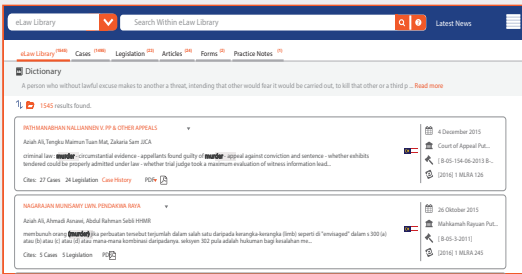 eLaw Library
Search Within eLaw Library
Latest News
eLaw Library (1545) Cases (1498) Legislation (22) Articles (24) Forms (0) Practice Notes (1)
Dictionary
A person who without lawful excuse makes to another a threat, intending that other would fear it would be carried out, to kill that other or a third p ... Read more
1545 results found.
PATHMANABHAN NALLIANNEN V. PP & OTHER APPEALS
Aziah Ali, Tengku Maimun Tuan Mat, Zakaria Sam JJCA
criminal law : murder - circumstantial evidence - appellants found guilty of murder - appeal against conviction and sentence - whether exhibits
tendered could be properly admitted under law - whether trial judge took a maximum evaluation of witness information lead...
Cites: 27 Cases 24 Legislation Case History PDF
4 December 2015
Court of Appeal Put...
[ B-05-154-06-2013 B-..
[2016] 1 MLRA 126
NAGARAJAN MUNISAMY LWN. PENDAKWA RAYA
Aziah Ali, Ahmadi Asnawi, Abdul Rahman Sebli HHMR
membunuh orang (murder) jika perbuatan tersebut terjumlah dalam salah satu daripada kerangka-kerangka (limb) seperti di "envisaged" dalam s 300 (a)
atau (b) atau (c) atau (d) atau mana-mana kombinasi daripadanya. seksyen 302 pula adalah hukuman bagi kesalahan me...
Cites: 5 Cases 5 Legislation PDF
26 Oktober 2015
Mahkemah Rayuan Put...
[ B-05-3-2011]
[2016] 1 MLRA 245